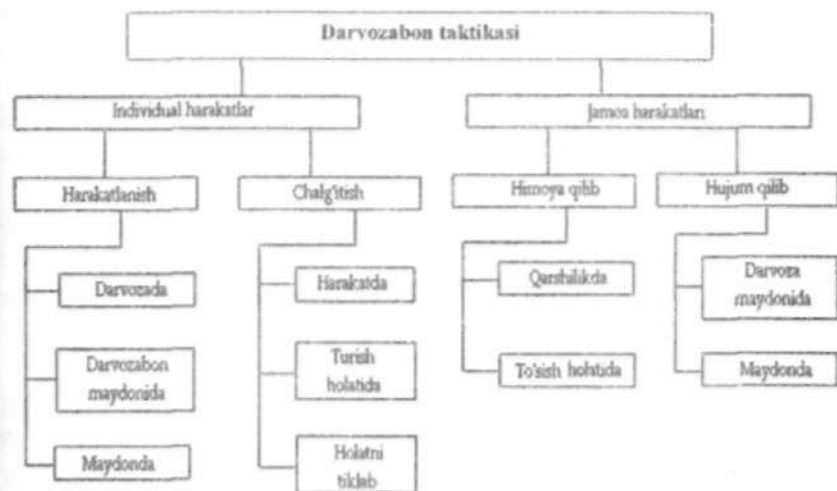 Darvozabon taktikasi
Individual harakatlar
Jamoa harakatlari
Harakatlanish
Chalg'itish
Himoya qilib
Hujum qilib
Darvozada
Harakatda
Qarshilikda
Darvoza
maydonida
Darvozabon
maydonida
Turish
holatida
To'sish holatida
Maydonda
Maydonda
Holatni
tiklab